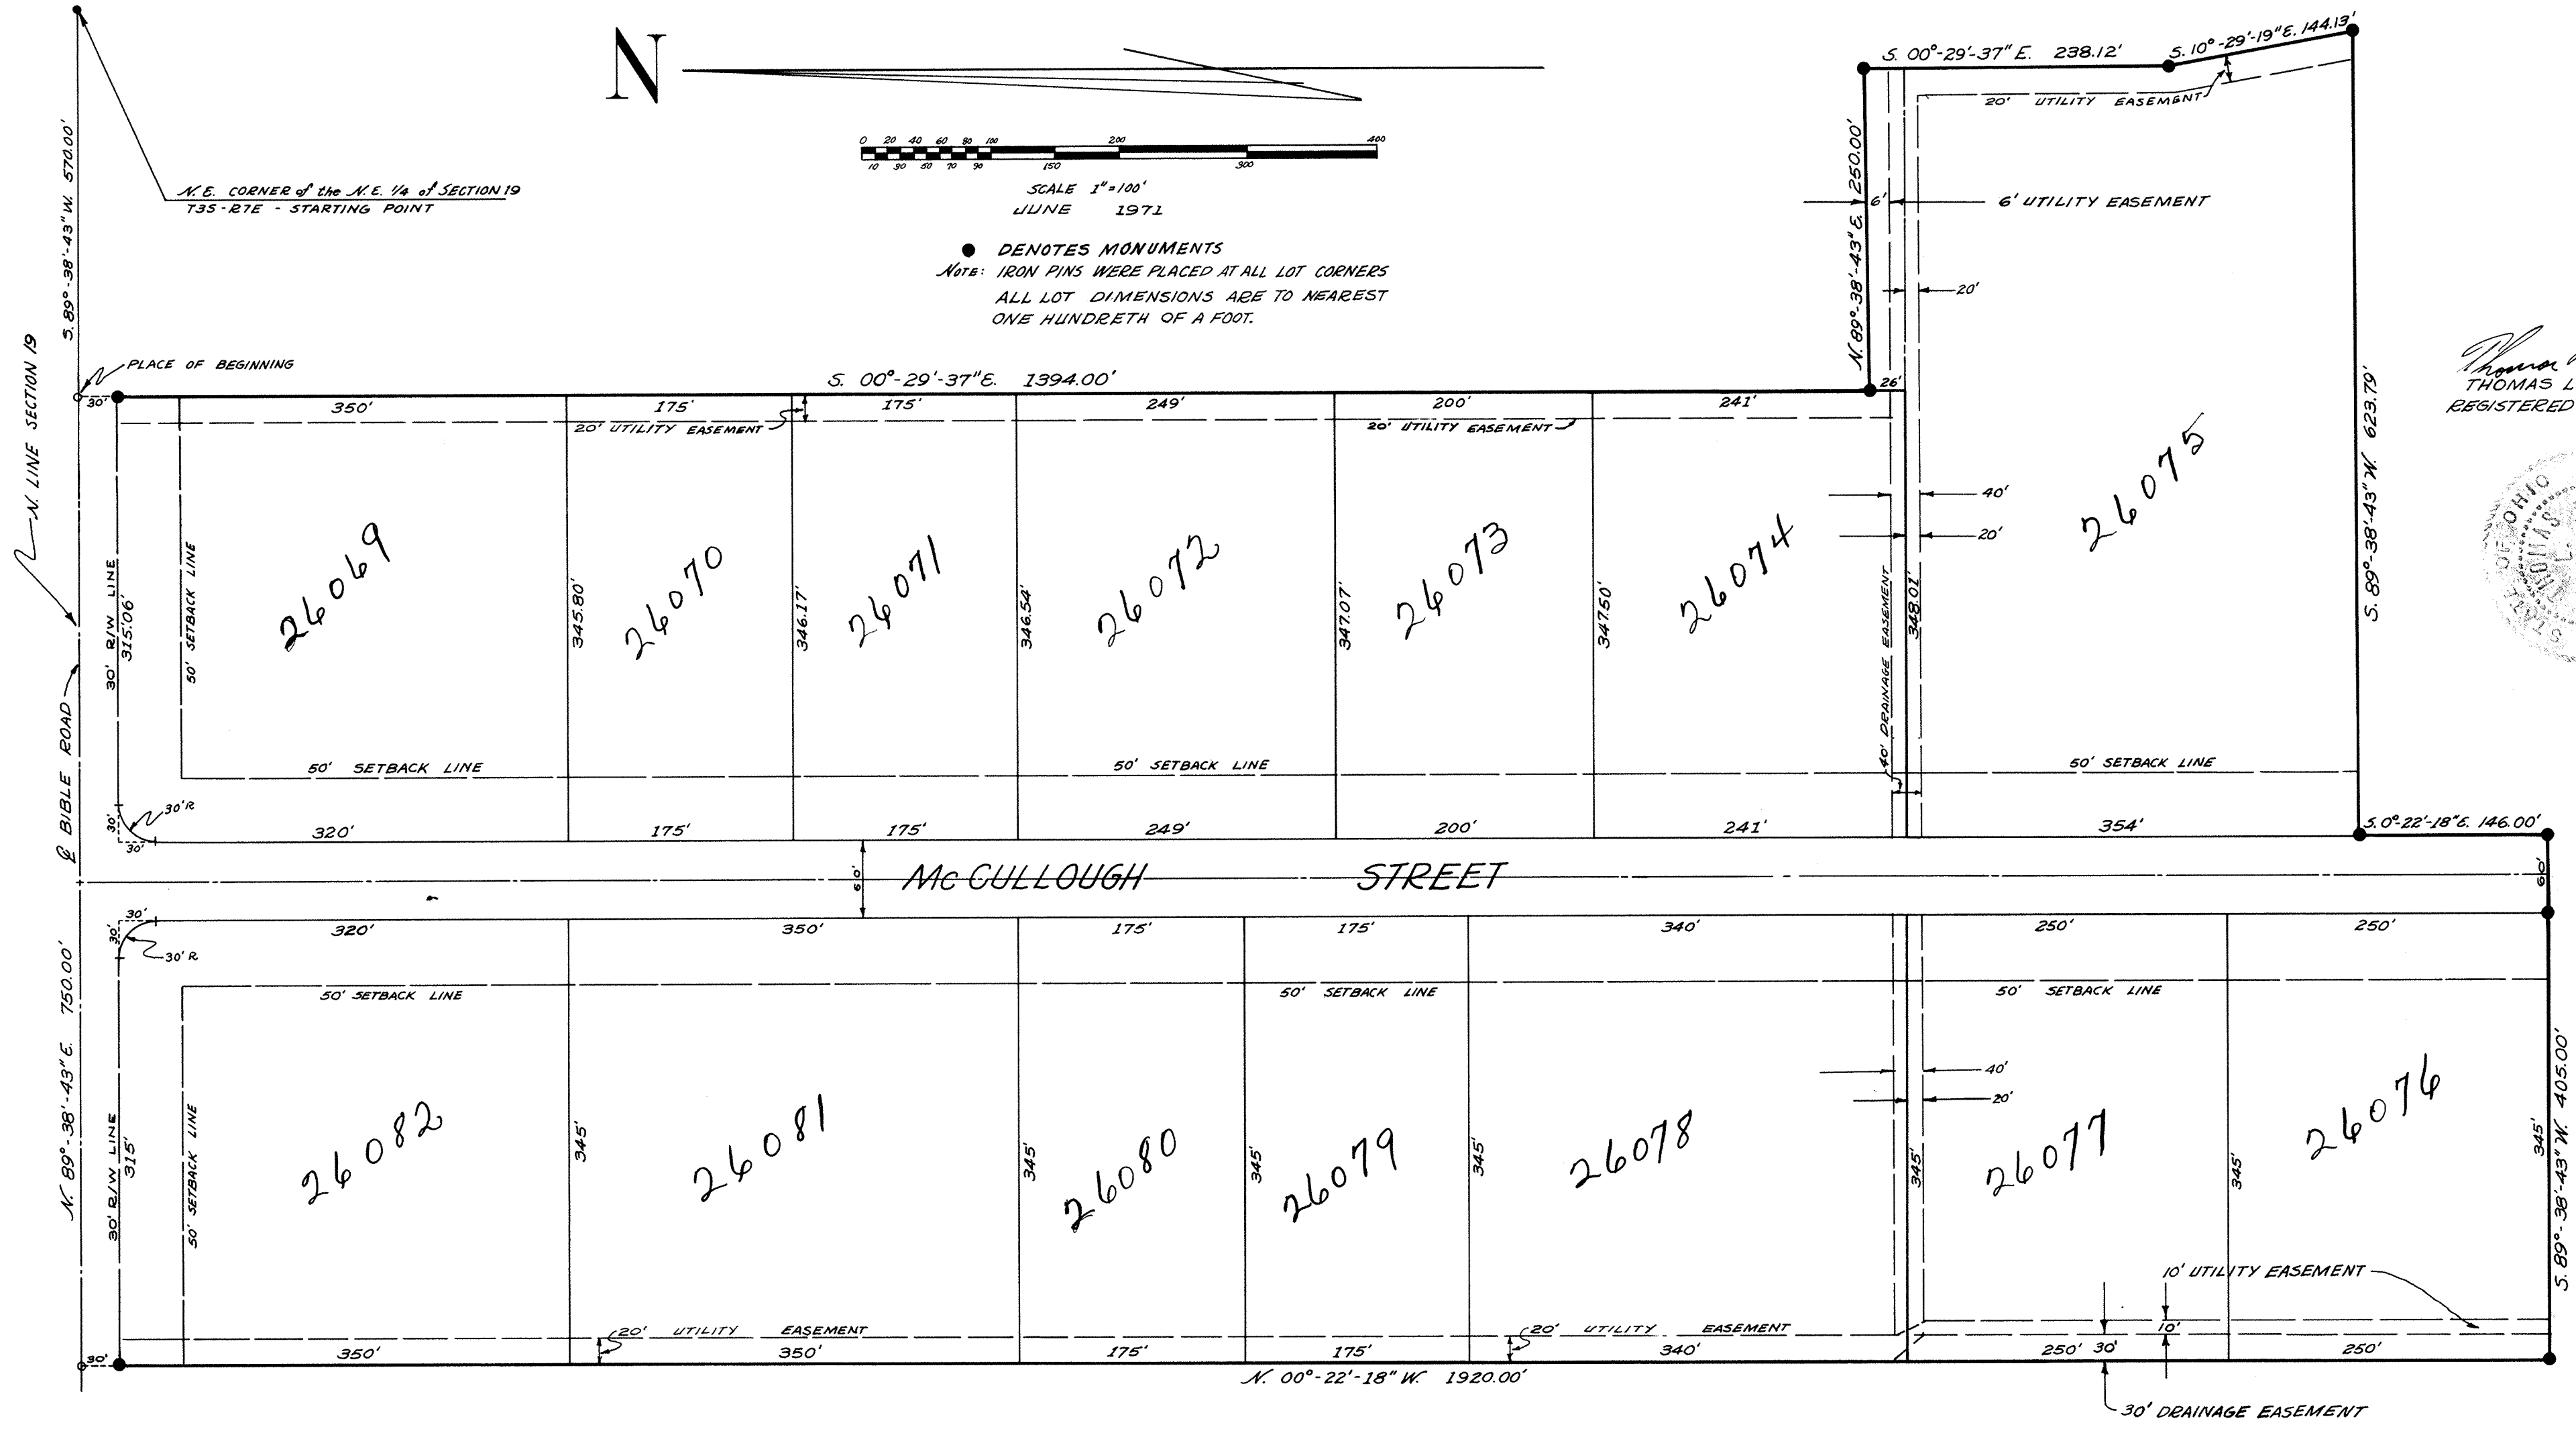 N
S. 00°-29'-37" E. 238.12'
S. 10°-29'-19" E. 144.13'
S. 89°-38'-43" W. 570.00'
N.E. CORNER of the N.E. 1/4 of SECTION 19
T3S-R7E - STARTING POINT
0 20 40 60 80 100 200 400
10 30 50 70 90 150 300
SCALE 1"=100'
JUNE 1971
● DENOTES MONUMENTS
NOTE: IRON PINS WERE PLACED AT ALL LOT CORNERS
ALL LOT DIMENSIONS ARE TO NEAREST
ONE HUNDRETH OF A FOOT.
20' UTILITY EASEMENT
N. 89°-38'-43" E. 250.00'
6'
6' UTILITY EASEMENT
20'
N. LINE SECTION 19
PLACE OF BEGINNING
30'
S. 00°-29'-37" E. 1394.00'
26'
350' 175' 175' 249' 200' 241'
20' UTILITY EASEMENT
20' UTILITY EASEMENT
S. 89°-38'-43" W. 623.79'
THOMAS L
REGISTERED
STATE OF OHIO
THOMAS
40'
20'
30' R/W LINE
315.06'
50' SETBACK LINE
26069
345.80'
26070
346.17'
26071
346.54'
26072
347.07'
26073
347.50'
26074
40' DRAINAGE EASEMENT
348.01'
26075
℄ BIBLE ROAD
50' SETBACK LINE
50' SETBACK LINE
50' SETBACK LINE
30'R
30'
30'
320' 175' 175' 249' 200' 241' 354'
S. 0°-22'-18" E. 146.00'
60'
McCULLOUGH STREET
60'
30'
30'
30'R
320' 350' 175' 175' 340' 250' 250'
50' SETBACK LINE
50' SETBACK LINE
50' SETBACK LINE
N. 89°-38'-43" E. 750.00'
30' R/W LINE
315'
50' SETBACK LINE
26082
345'
26081
345'
26080
345'
26079
345'
26078
40'
20'
345'
26077
345'
26076
345'
S. 89°-38'-43" W. 405.00'
10' UTILITY EASEMENT
20' UTILITY EASEMENT
20' UTILITY EASEMENT
10'
30'
350' 350' 175' 175' 340' 250' 30' 250'
N. 00°-22'-18" W. 1920.00'
30' DRAINAGE EASEMENT